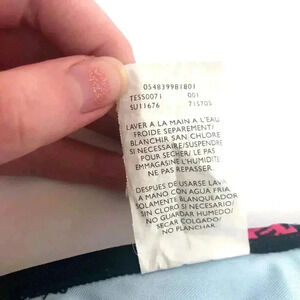 054839981801
TESS0071 001
SU11676 71570S
LAVER A LA MAIN A L'EAU
FROIDE SEPAREMENT/
BLANCHIR SAN CHLORE
SI NECESSAIRE/SUSPENDRE
POUR SECHER/ LE PAS
EMMAGASINE L'HUMIDITE
NE PAS REPASSER
DESPUES DE USARSE LAVA
A MANO CON AGUA FRIA
SOLAMENTE BLANQUEADOR
SIN CLORO SI NECESARIO/
NO GUARDAR HUMEDO/
SECAR COLGADO/
NO PLANCHAR